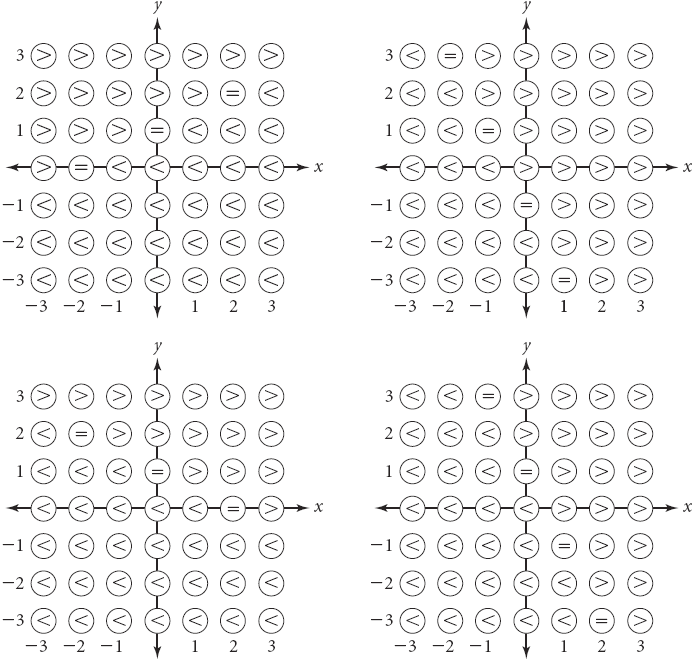 y
3 > > > > > > >
2 > > > > > = <
1 > > > = < < <
> = < < < < < x
−1 < < < < < < <
−2 < < < < < < <
−3 < < < < < < <
−3 −2 −1 1 2 3
y
3 < = > > > > >
2 < < > > > > >
1 < < = > > > >
< < < > > > > x
−1 < < < = > > >
−2 < < < < > > >
−3 < < < < = > >
−3 −2 −1 1 2 3
y
3 > > > > > > >
2 < = > > > > >
1 < < < = > > >
< < < < < = > x
−1 < < < < < < <
−2 < < < < < < <
−3 < < < < < < <
−3 −2 −1 1 2 3
y
3 < < = > > > >
2 < < < > > > >
1 < < < = > > >
< < < < > > > x
−1 < < < < = > >
−2 < < < < < > >
−3 < < < < < = >
−3 −2 −1 1 2 3